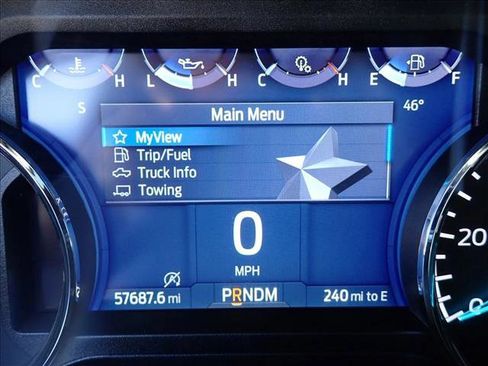 C H L H C H E F
S 46°
Main Menu
MyView
Trip/Fuel
Truck Info
Towing
0
MPH
57687.6 mi PRNDM 240 mi to E
20
0